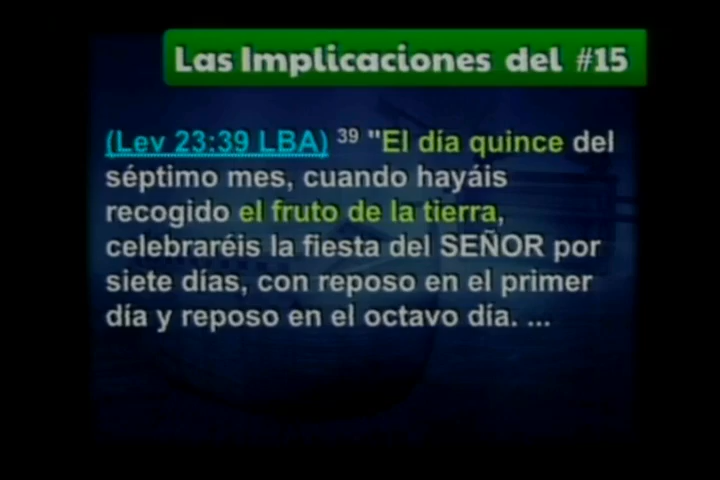 Las Implicaciones del #15
(Lev 23:39 LBA) 39 "El día quince del
séptimo mes, cuando hayáis
recogido el fruto de la tierra,
celebraréis la fiesta del SEÑOR por
siete días, con reposo en el primer
día y reposo en el octavo día. ...